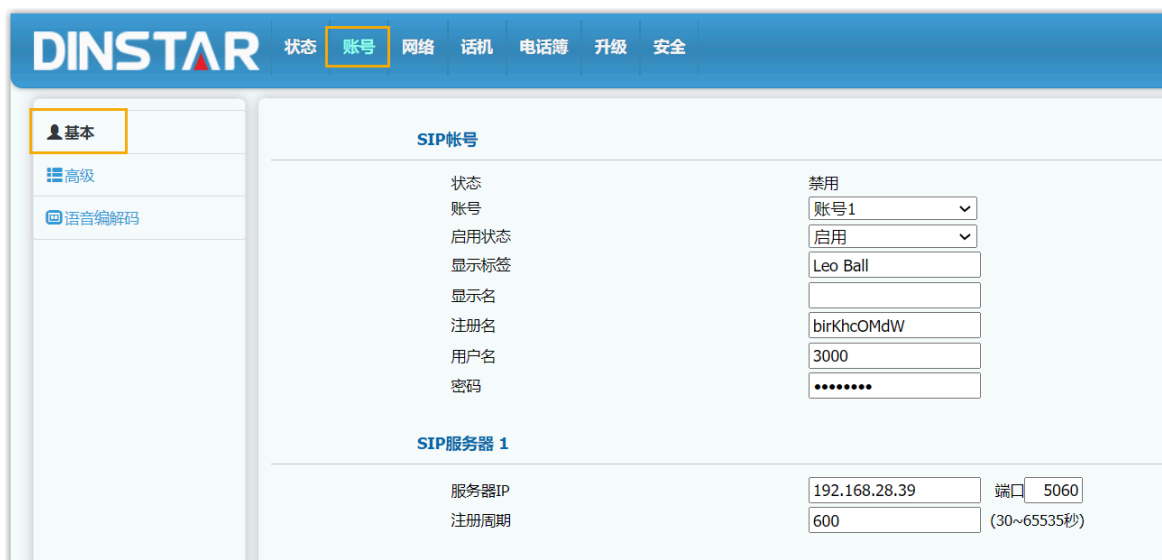 DINSTAR 状态 账号 网络 话机 电话簿 升级 安全
基本
高级
语音编解码
SIP帐号
状态 禁用
账号 账号1
启用状态 启用
显示标签 Leo Ball
显示名
注册名 birKhcOMdW
用户名 3000
密码 ••••••••
SIP服务器 1
服务器IP 192.168.28.39 端口 5060
注册周期 600 (30~65535秒)